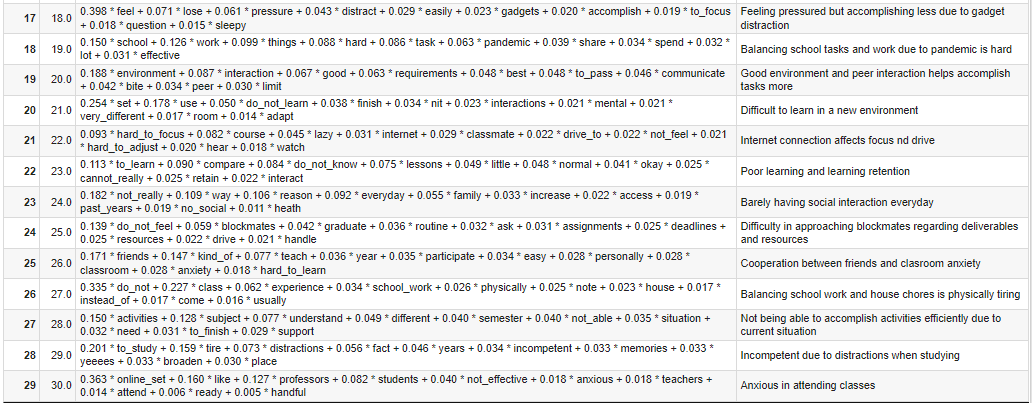 17 18.0 0.398 * feel + 0.071 * lose + 0.061 * pressure + 0.043 * distract + 0.029 * easily + 0.023 * gadgets + 0.020 * accomplish + 0.019 * to_focus Feeling pressured but accomplishing less due to gadget
+ 0.018 * question + 0.015 * sleepy distraction
18 19.0 0.150 * school + 0.126 * work + 0.099 * things + 0.088 * hard + 0.086 * task + 0.063 * pandemic + 0.039 * share + 0.034 * spend + 0.032 * Balancing school tasks and work due to pandemic is hard
lot + 0.031 * effective
19 20.0 0.188 * environment + 0.087 * interaction + 0.067 * good + 0.063 * requirements + 0.048 * best + 0.048 * to_pass + 0.046 * communicate Good environment and peer interaction helps accomplish
+ 0.042 * bite + 0.034 * peer + 0.030 * limit tasks more
20 21.0 0.254 * set + 0.178 * use + 0.050 * do_not_learn + 0.038 * finish + 0.034 * nit + 0.023 * interactions + 0.021 * mental + 0.021 * Difficult to learn in a new environment
very_different + 0.017 * room + 0.014 * adapt
21 22.0 0.093 * hard_to_focus + 0.082 * course + 0.045 * lazy + 0.031 * internet + 0.029 * classmate + 0.022 * drive_to + 0.022 * not_feel + 0.021 Internet connection affects focus nd drive
* hard_to_adjust + 0.020 * hear + 0.018 * watch
22 23.0 0.113 * to_learn + 0.090 * compare + 0.084 * do_not_know + 0.075 * lessons + 0.049 * little + 0.048 * normal + 0.041 * okay + 0.025 * Poor learning and learning retention
cannot_really + 0.025 * retain + 0.022 * interact
23 24.0 0.182 * not_really + 0.109 * way + 0.106 * reason + 0.092 * everyday + 0.055 * family + 0.033 * increase + 0.022 * access + 0.019 * Barely having social interaction everyday
past_years + 0.019 * no_social + 0.011 * heath
24 25.0 0.139 * do_not_feel + 0.059 * blockmates + 0.042 * graduate + 0.036 * routine + 0.032 * ask + 0.031 * assignments + 0.025 * deadlines + Difficulty in approaching blockmates regarding deliverables
0.025 * resources + 0.022 * drive + 0.021 * handle and resources
25 26.0 0.171 * friends + 0.147 * kind_of + 0.077 * teach + 0.036 * year + 0.035 * participate + 0.034 * easy + 0.028 * personally + 0.028 * Cooperation between friends and clasroom anxiety
classroom + 0.028 * anxiety + 0.018 * hard_to_learn
26 27.0 0.335 * do_not + 0.227 * class + 0.062 * experience + 0.034 * school_work + 0.026 * physically + 0.025 * note + 0.023 * house + 0.017 * Balancing school work and house chores is physically tiring
instead_of + 0.017 * come + 0.016 * usually
27 28.0 0.150 * activities + 0.128 * subject + 0.077 * understand + 0.049 * different + 0.040 * semester + 0.040 * not_able + 0.035 * situation + Not being able to accomplish activities efficiently due to
0.032 * need + 0.031 * to_finish + 0.029 * support current situation
28 29.0 0.201 * to_study + 0.159 * tire + 0.073 * distractions + 0.056 * fact + 0.046 * years + 0.034 * incompetent + 0.033 * memories + 0.033 * Incompetent due to distractions when studying
yeeees + 0.033 * broaden + 0.030 * place
29 30.0 0.363 * online_set + 0.160 * like + 0.127 * professors + 0.082 * students + 0.040 * not_effective + 0.018 * anxious + 0.018 * teachers + Anxious in attending classes
0.014 * attend + 0.006 * ready + 0.005 * handful